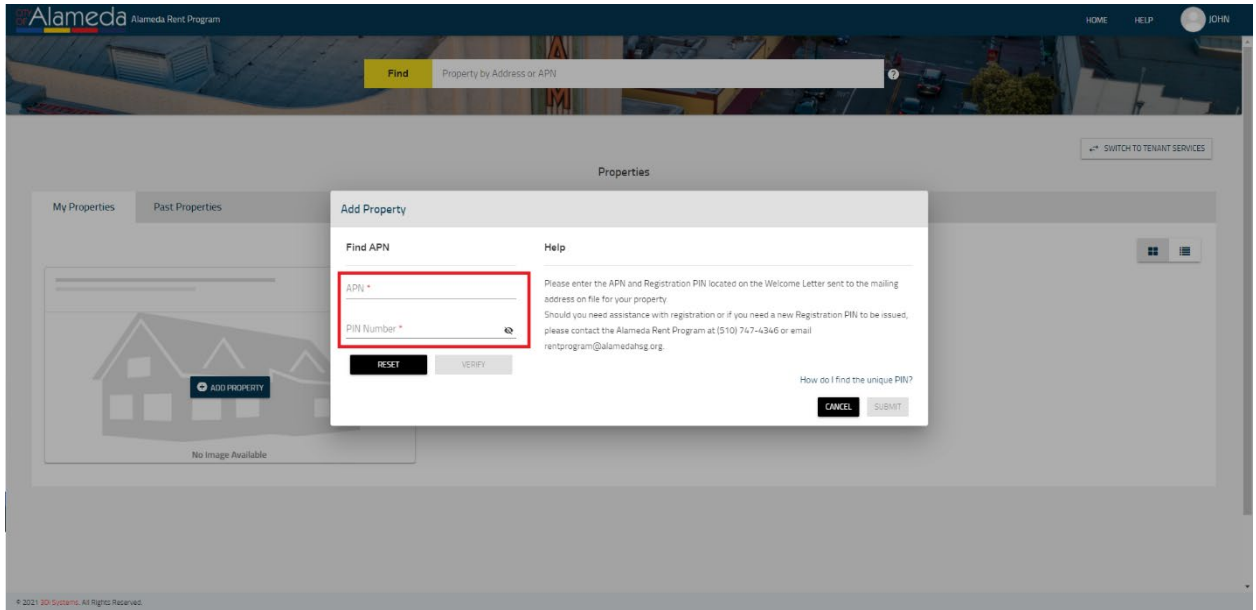 CITY OF Alameda Alameda Rent Program
HOME HELP JOHN
Find Property by Address or APN ?
SWITCH TO TENANT SERVICES
Properties
My Properties Past Properties
Add Property
Find APN
APN *
PIN Number *
RESET VERIFY
Help
Please enter the APN and Registration PIN located on the Welcome Letter sent to the mailing
address on file for your property
Should you need assistance with registration or if you need a new Registration PIN to be issued,
please contact the Alameda Rent Program at (510) 747-4346 or email
rentprogram@alamedahsg.org.
How do I find the unique PIN?
CANCEL SUBMIT
ADD PROPERTY
No Image Available
© 2021 3Di Systems. All Rights Reserved.